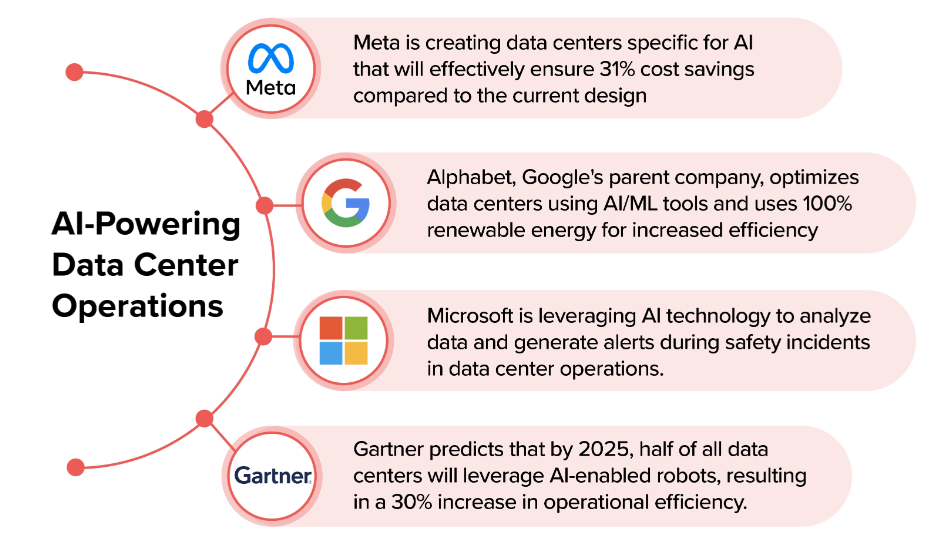 Meta
Meta is creating data centers specific for AI
that will effectively ensure 31% cost savings
compared to the current design
Alphabet, Google's parent company, optimizes
data centers using AI/ML tools and uses 100%
renewable energy for increased efficiency
AI-Powering
Data Center
Operations
Microsoft is leveraging AI technology to analyze
data and generate alerts during safety incidents
in data center operations.
Gartner
Gartner predicts that by 2025, half of all data
centers will leverage AI-enabled robots, resulting
in a 30% increase in operational efficiency.